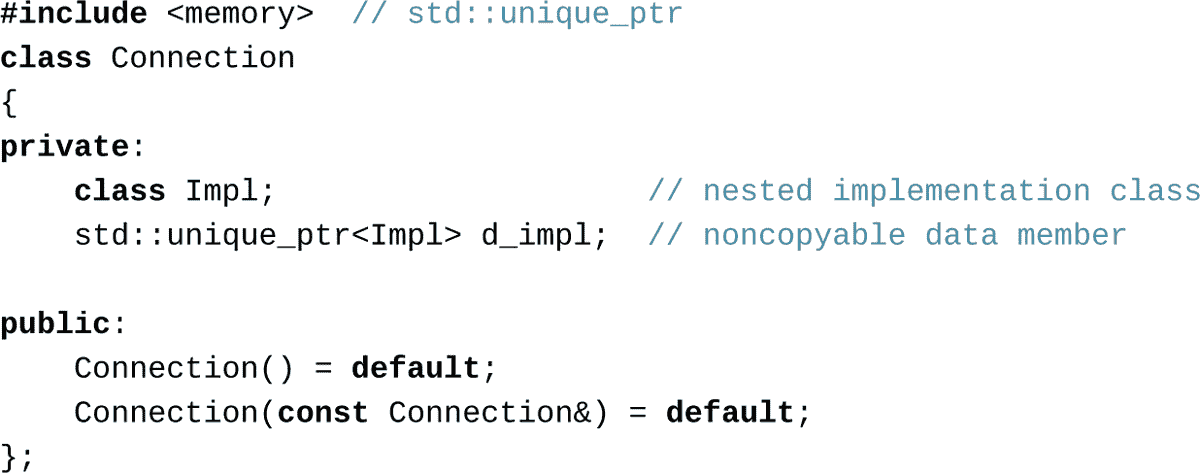 #include <memory>  // std::unique_ptr
class Connection
{
private:
    class Impl;                    // nested implementation class
    std::unique_ptr<Impl> d_impl;  // noncopyable data member

public:
    Connection() = default;
    Connection(const Connection&) = default;
};